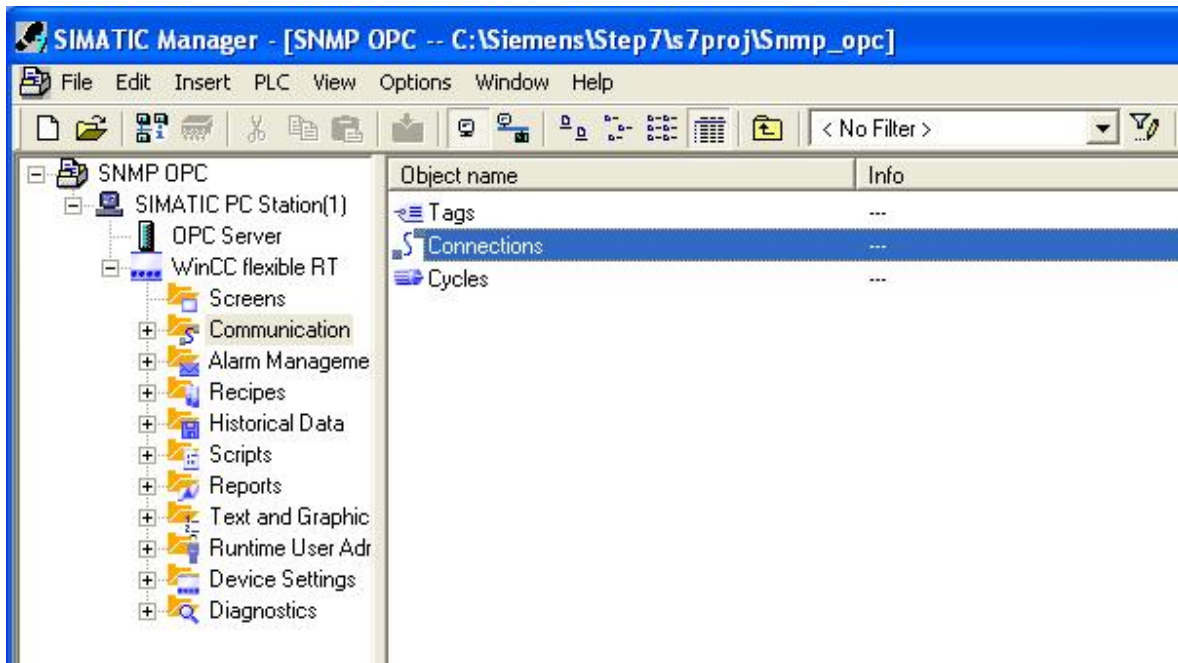 SIMATIC Manager - [SNMP OPC -- C:\Siemens\Step7\s7proj\Snmp_opc]
File Edit Insert PLC View Options Window Help
< No Filter >
SNMP OPC
SIMATIC PC Station(1)
OPC Server
WinCC flexible RT
Screens
Communication
Alarm Manageme
Recipes
Historical Data
Scripts
Reports
Text and Graphic
Runtime User Adr
Device Settings
Diagnostics
Object name Info
Tags ---
Connections ---
Cycles ---